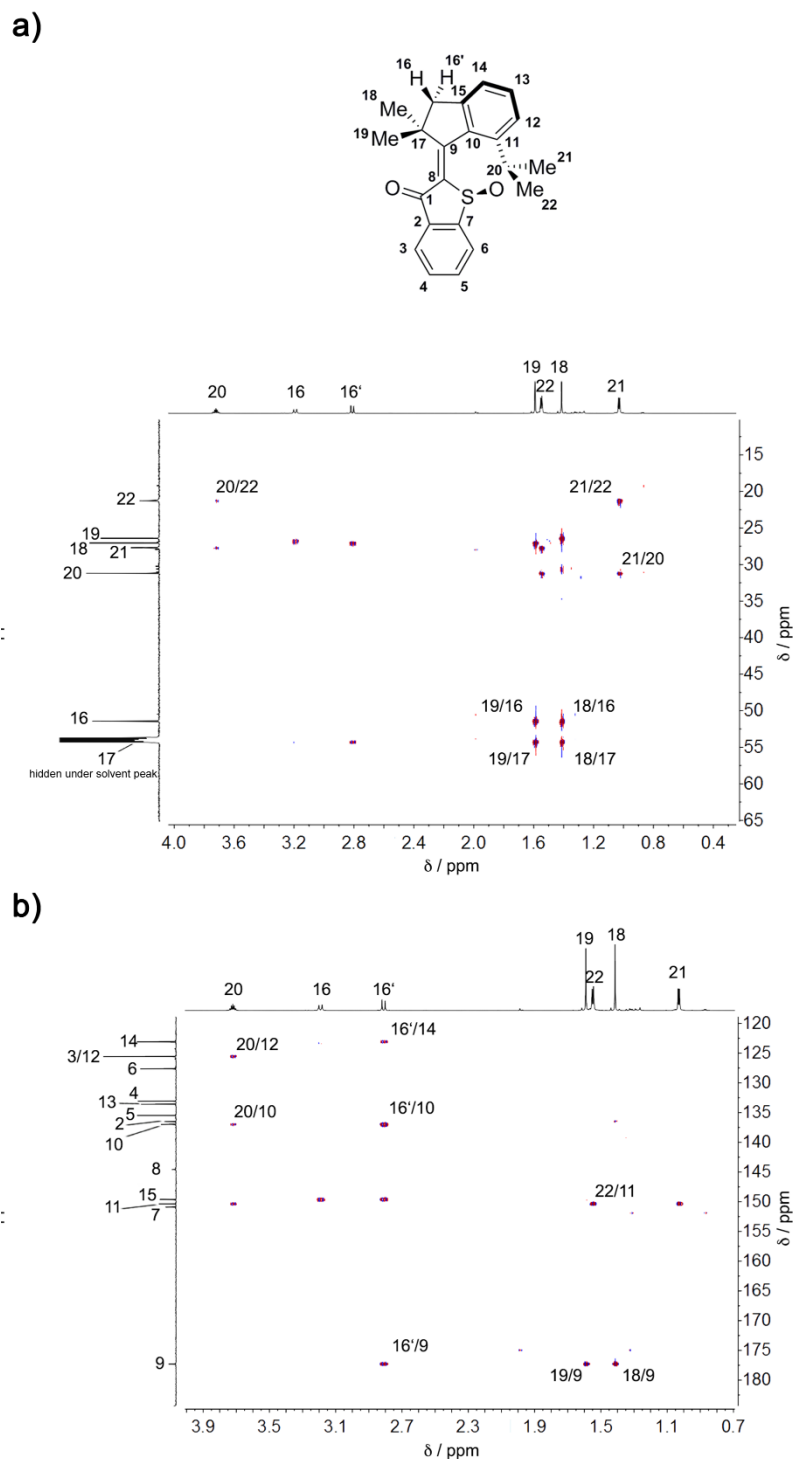 a)
16 16' 14
H H 15 13
18
Me 12
19 10 11
Me 17 9 21
20 Me
8 O Me
O 1 S 22
2 7
3 6
4 5
19 18
20 16 16‘ 22 21
22 20/22 21/22 15
20
19 25
18 21 30
20 21/20
35
40
45
16 19/16 18/16 50
17 19/17 18/17 55
hidden under solvent peak 60
65
4.0 3.6 3.2 2.8 2.4 2.0 1.6 1.2 0.8 0.4
δ / ppm
δ / ppm
b)
19 18
20 16 16‘ 22 21
14 16‘/14 120
3/12 20/12 125
6 130
4
13 135
5
2 20/10 16‘/10
10 140
8 145
15 22/11 150
11
7 155
160
165
170
9 16‘/9 19/9 18/9 175
180
3.9 3.5 3.1 2.7 2.3 1.9 1.5 1.1 0.7
δ / ppm
δ / ppm